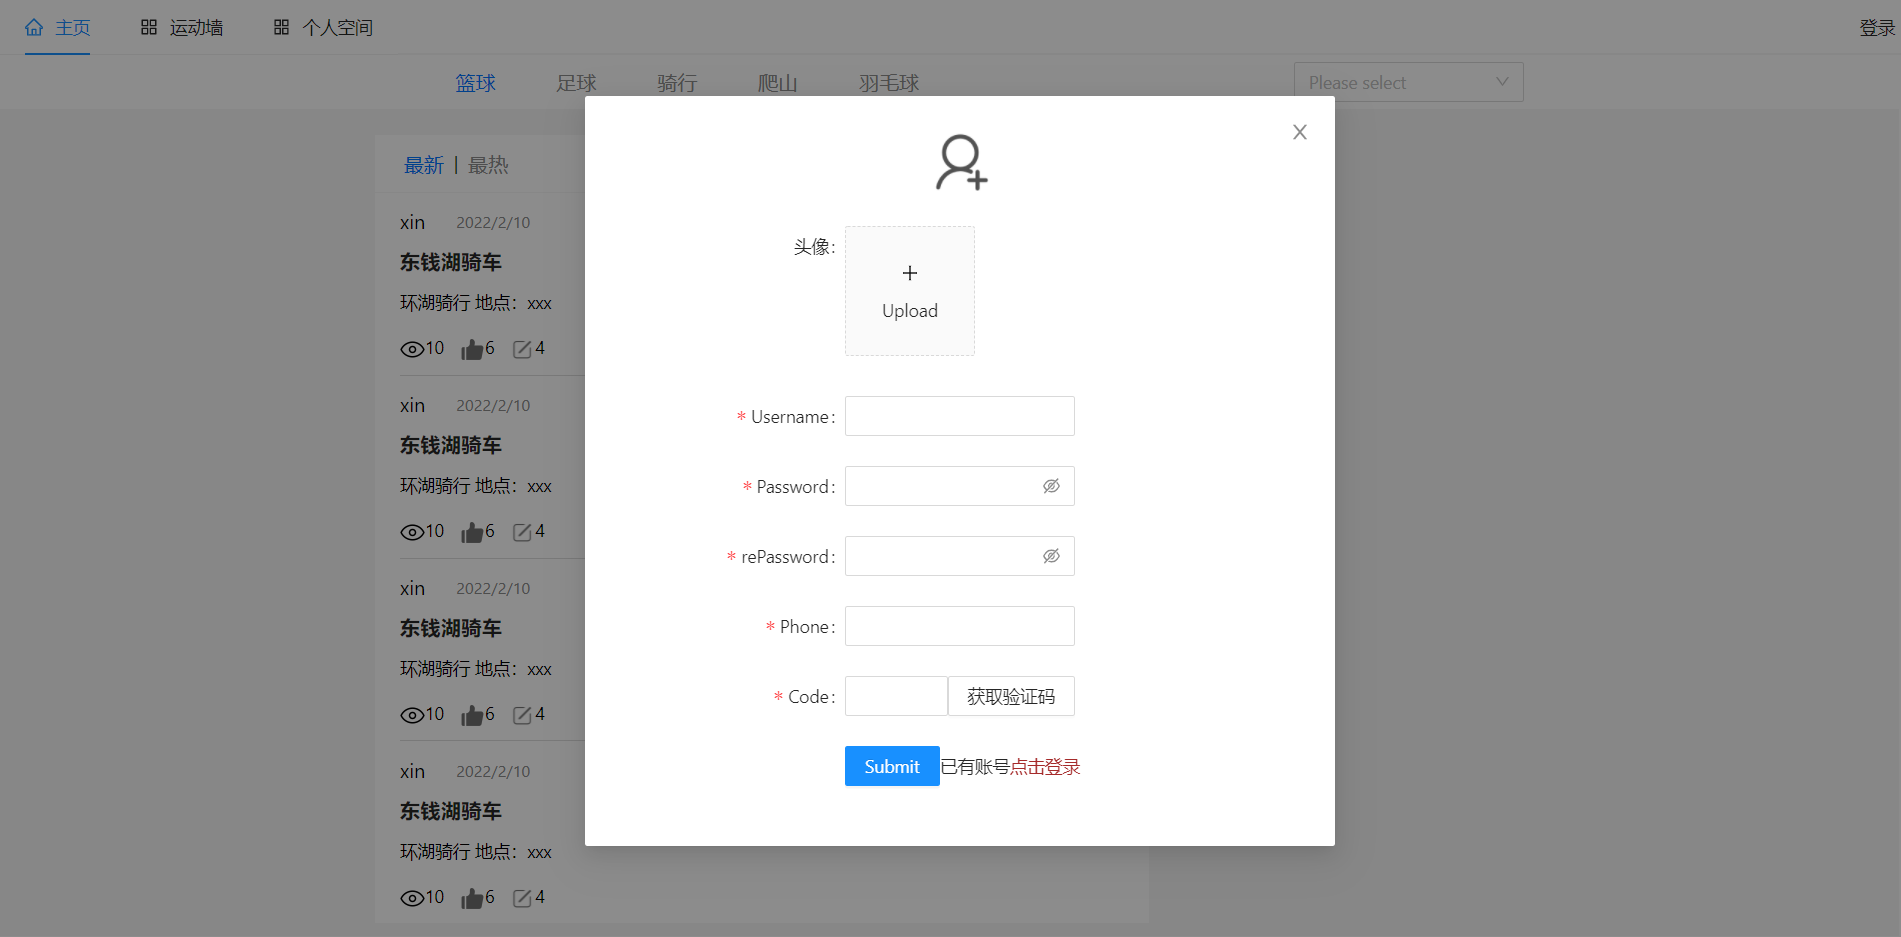 主页 运动墙 个人空间 登录
篮球 足球 骑行 爬山 羽毛球 Please select
最新 | 最热
xin 2022/2/10
东钱湖骑车
环湖骑行 地点：xxx
10 6 4
xin 2022/2/10
东钱湖骑车
环湖骑行 地点：xxx
10 6 4
xin 2022/2/10
东钱湖骑车
环湖骑行 地点：xxx
10 6 4
xin 2022/2/10
东钱湖骑车
环湖骑行 地点：xxx
10 6 4
头像:
Upload
* Username:
* Password:
* rePassword:
* Phone:
* Code: 获取验证码
Submit 已有账号点击登录